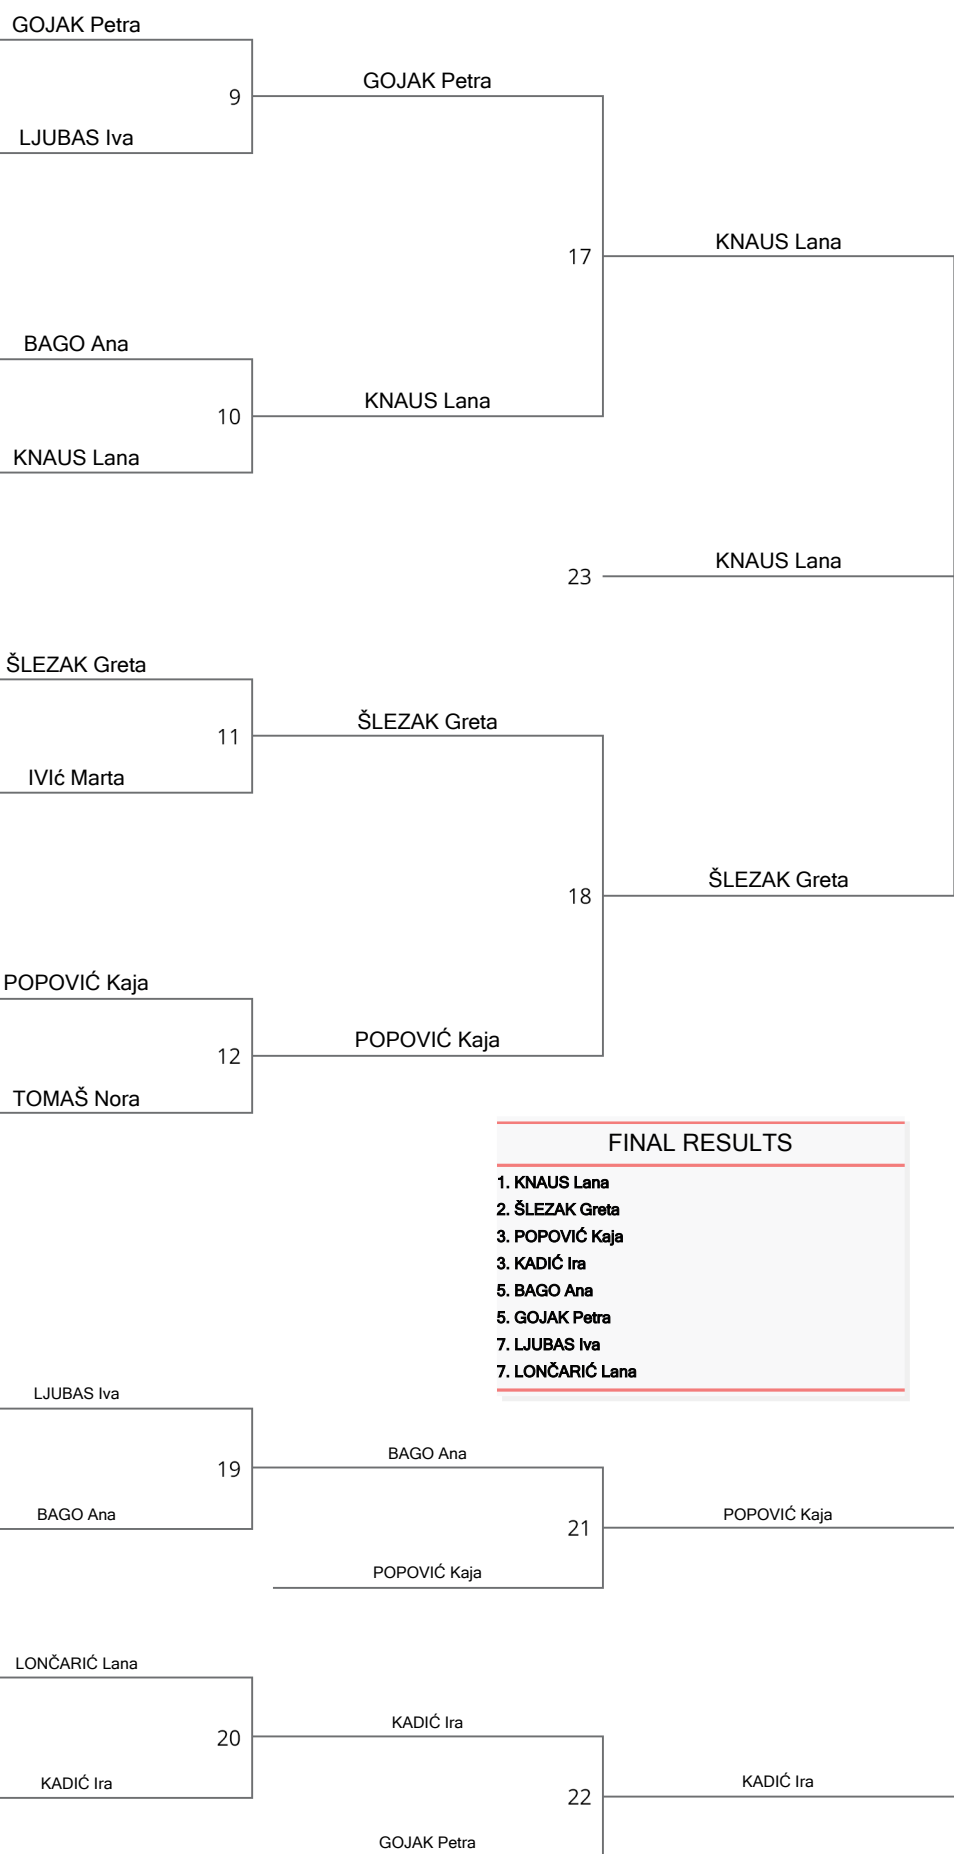 GOJAK Petra
9
GOJAK Petra
LJUBAS Iva
17
KNAUS Lana
BAGO Ana
10
KNAUS Lana
KNAUS Lana
23
KNAUS Lana
ŠLEZAK Greta
11
ŠLEZAK Greta
IVIć Marta
18
ŠLEZAK Greta
POPOVIĆ Kaja
12
POPOVIĆ Kaja
TOMAŠ Nora
FINAL RESULTS
1. KNAUS Lana
2. ŠLEZAK Greta
3. POPOVIĆ Kaja
3. KADIĆ Ira
5. BAGO Ana
5. GOJAK Petra
7. LJUBAS Iva
7. LONČARIĆ Lana
LJUBAS Iva
19
BAGO Ana
BAGO Ana
21
POPOVIĆ Kaja
POPOVIĆ Kaja
LONČARIĆ Lana
20
KADIĆ Ira
KADIĆ Ira
22
KADIĆ Ira
GOJAK Petra